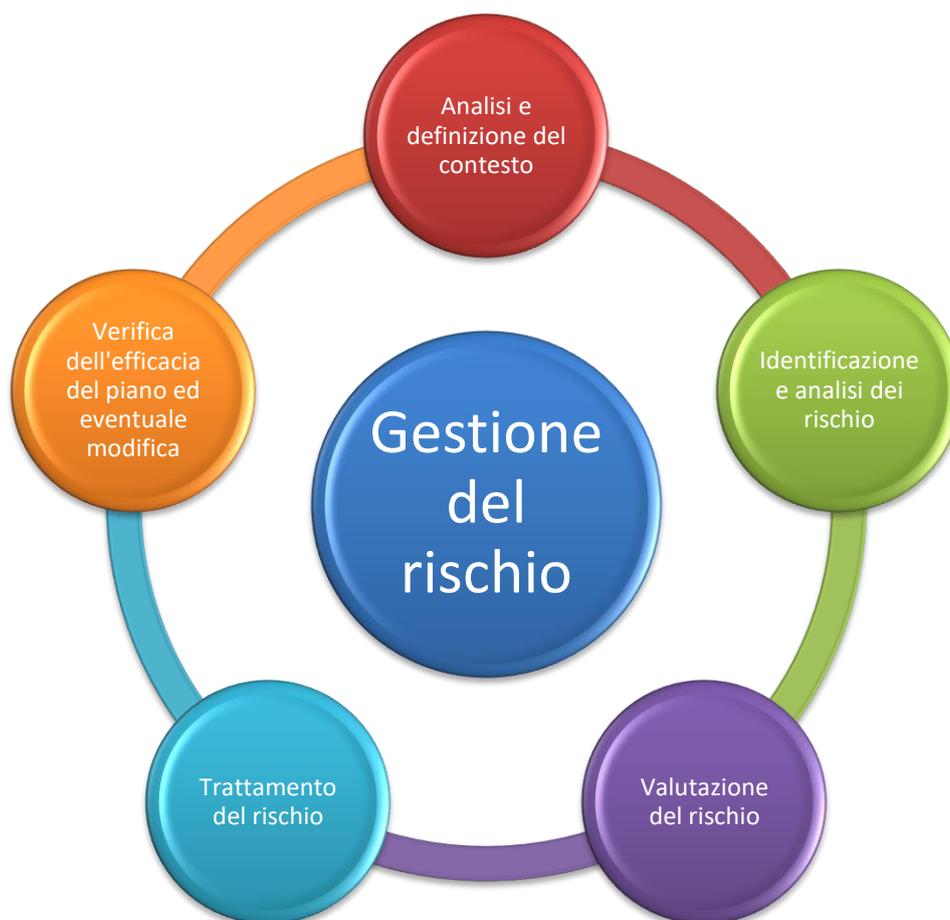 Analisi e
definizione del
contesto
Identificazione
e analisi dei
rischio
Valutazione
del rischio
Trattamento
del rischio
Verifica
dell'efficacia
del piano ed
eventuale
modifica
Gestione
del
rischio